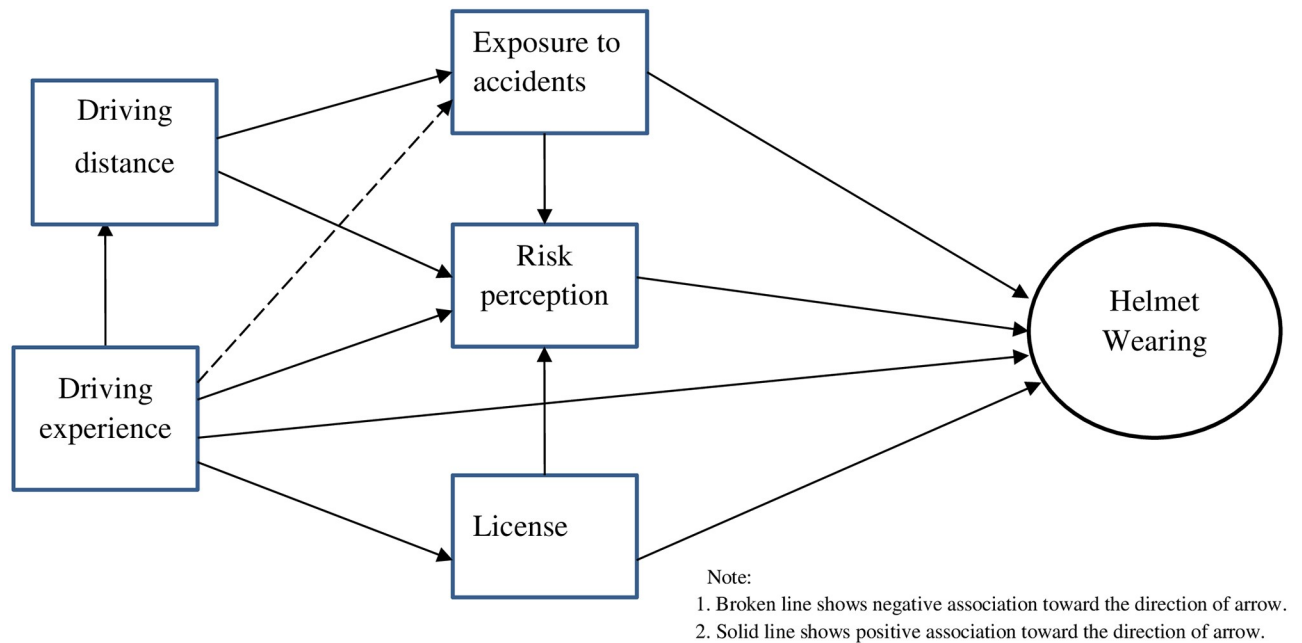 Exposure to
accidents
Driving
distance
Risk
perception
Helmet
Wearing
Driving
experience
License
Note:
1. Broken line shows negative association toward the direction of arrow.
2. Solid line shows positive association toward the direction of arrow.